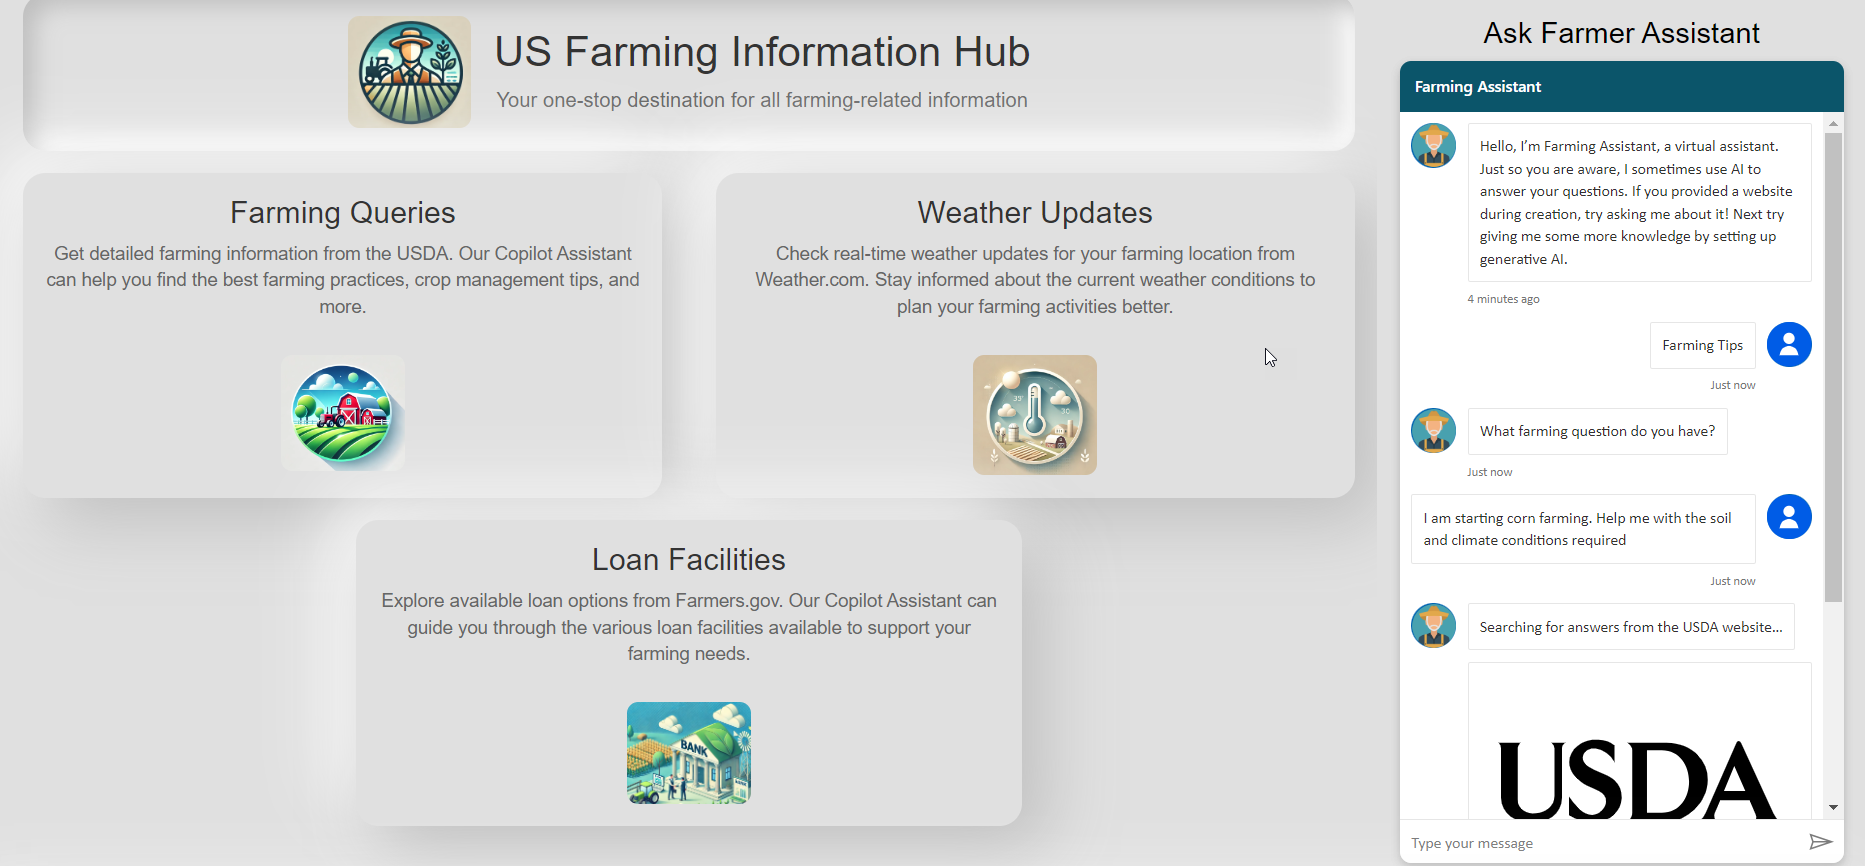 US Farming Information Hub
Your one-stop destination for all farming-related information
Farming Queries
Get detailed farming information from the USDA. Our Copilot Assistant
can help you find the best farming practices, crop management tips, and
more.
Weather Updates
Check real-time weather updates for your farming location from
Weather.com. Stay informed about the current weather conditions to
plan your farming activities better.
Loan Facilities
Explore available loan options from Farmers.gov. Our Copilot Assistant can
guide you through the various loan facilities available to support your
farming needs.
BANK
Ask Farmer Assistant
Farming Assistant
Hello, I’m Farming Assistant, a virtual assistant.
Just so you are aware, I sometimes use AI to
answer your questions. If you provided a website
during creation, try asking me about it! Next try
giving me some more knowledge by setting up
generative AI.
4 minutes ago
Farming Tips
Just now
What farming question do you have?
Just now
I am starting corn farming. Help me with the soil
and climate conditions required
Just now
Searching for answers from the USDA website...
USDA
Type your message